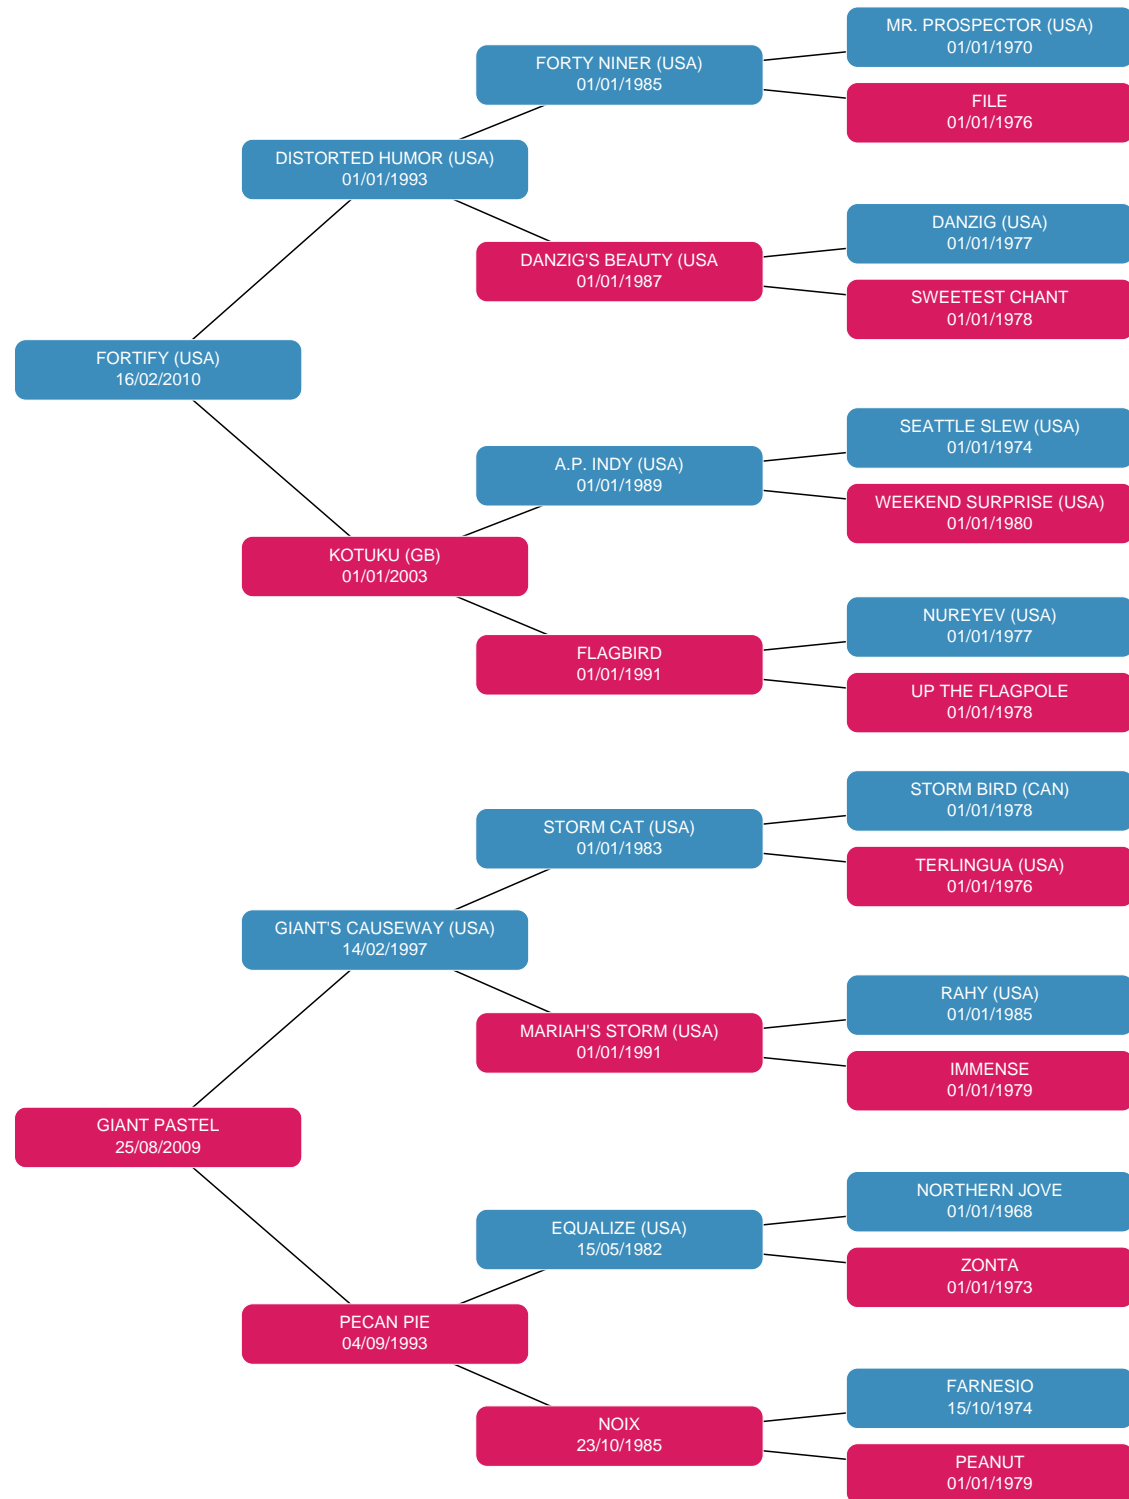 MR. PROSPECTOR (USA)
01/01/1970
FORTY NINER (USA)
01/01/1985
FILE
01/01/1976
DISTORTED HUMOR (USA)
01/01/1993
DANZIG (USA)
01/01/1977
DANZIG'S BEAUTY (USA
01/01/1987
SWEETEST CHANT
01/01/1978
FORTIFY (USA)
16/02/2010
SEATTLE SLEW (USA)
01/01/1974
A.P. INDY (USA)
01/01/1989
WEEKEND SURPRISE (USA)
01/01/1980
KOTUKU (GB)
01/01/2003
NUREYEV (USA)
01/01/1977
FLAGBIRD
01/01/1991
UP THE FLAGPOLE
01/01/1978
STORM BIRD (CAN)
01/01/1978
STORM CAT (USA)
01/01/1983
TERLINGUA (USA)
01/01/1976
GIANT'S CAUSEWAY (USA)
14/02/1997
RAHY (USA)
01/01/1985
MARIAH'S STORM (USA)
01/01/1991
IMMENSE
01/01/1979
GIANT PASTEL
25/08/2009
NORTHERN JOVE
01/01/1968
EQUALIZE (USA)
15/05/1982
ZONTA
01/01/1973
PECAN PIE
04/09/1993
FARNESIO
15/10/1974
NOIX
23/10/1985
PEANUT
01/01/1979